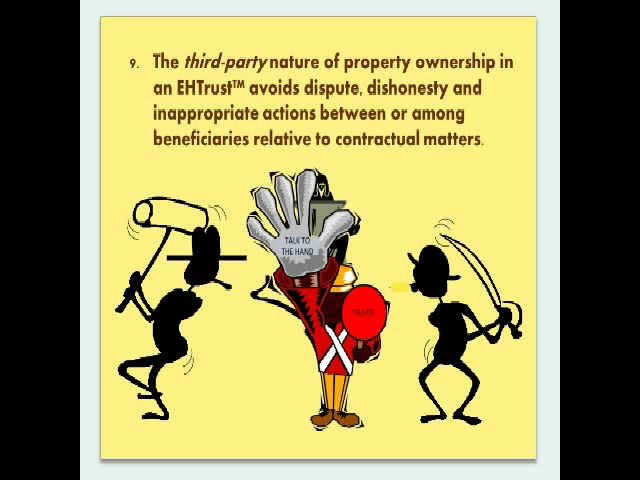 9. The third-party nature of property ownership in
an EHTrust™ avoids dispute, dishonesty and
inappropriate actions between or among
beneficiaries relative to contractual matters.
TALK TO
THE HAND
TRUSTEE